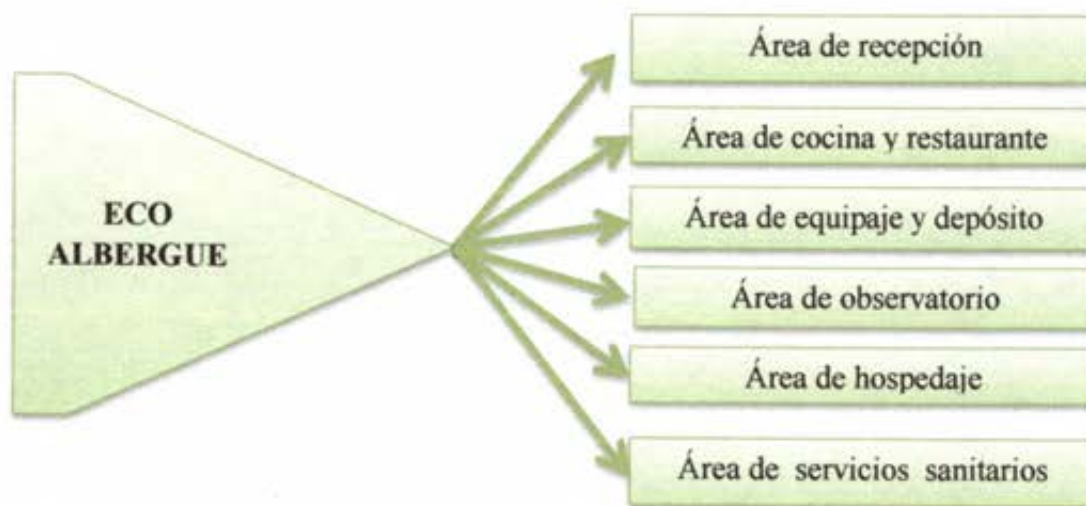 ECO
ALBERGUE
Área de recepción
Área de cocina y restaurante
Área de equipaje y depósito
Área de observatorio
Área de hospedaje
Área de servicios sanitarios